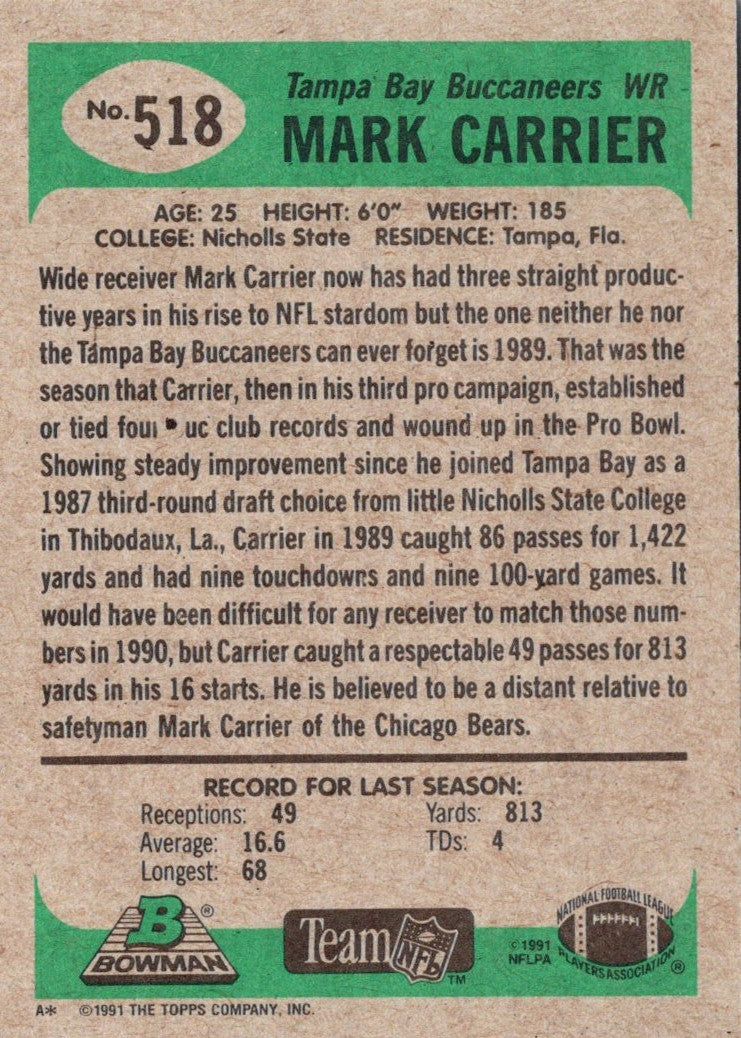 No. 518
Tampa Bay Buccaneers WR
MARK CARRIER
AGE: 25 HEIGHT: 6'0" WEIGHT: 185
COLLEGE: Nicholls State RESIDENCE: Tampa, Fla.
Wide receiver Mark Carrier now has had three straight produc-
tive years in his rise to NFL stardom but the one neither he nor
the Tampa Bay Buccaneers can ever forget is 1989. That was the
season that Carrier, then in his third pro campaign, established
or tied four uc club records and wound up in the Pro Bowl.
Showing steady improvement since he joined Tampa Bay as a
1987 third-round draft choice from little Nicholls State College
in Thibodaux, La., Carrier in 1989 caught 86 passes for 1,422
yards and had nine touchdowns and nine 100-yard games. It
would have been difficult for any receiver to match those num-
bers in 1990, but Carrier caught a respectable 49 passes for 813
yards in his 16 starts. He is believed to be a distant relative to
safetyman Mark Carrier of the Chicago Bears.
RECORD FOR LAST SEASON:
Receptions: 49 Yards: 813
Average: 16.6 TDs: 4
Longest: 68
B ®
BOWMAN
Team NFL ™
©1991
NFLPA
NATIONAL FOOTBALL LEAGUE
PLAYERS ASSOCIATION ®
A* ©1991 THE TOPPS COMPANY, INC.